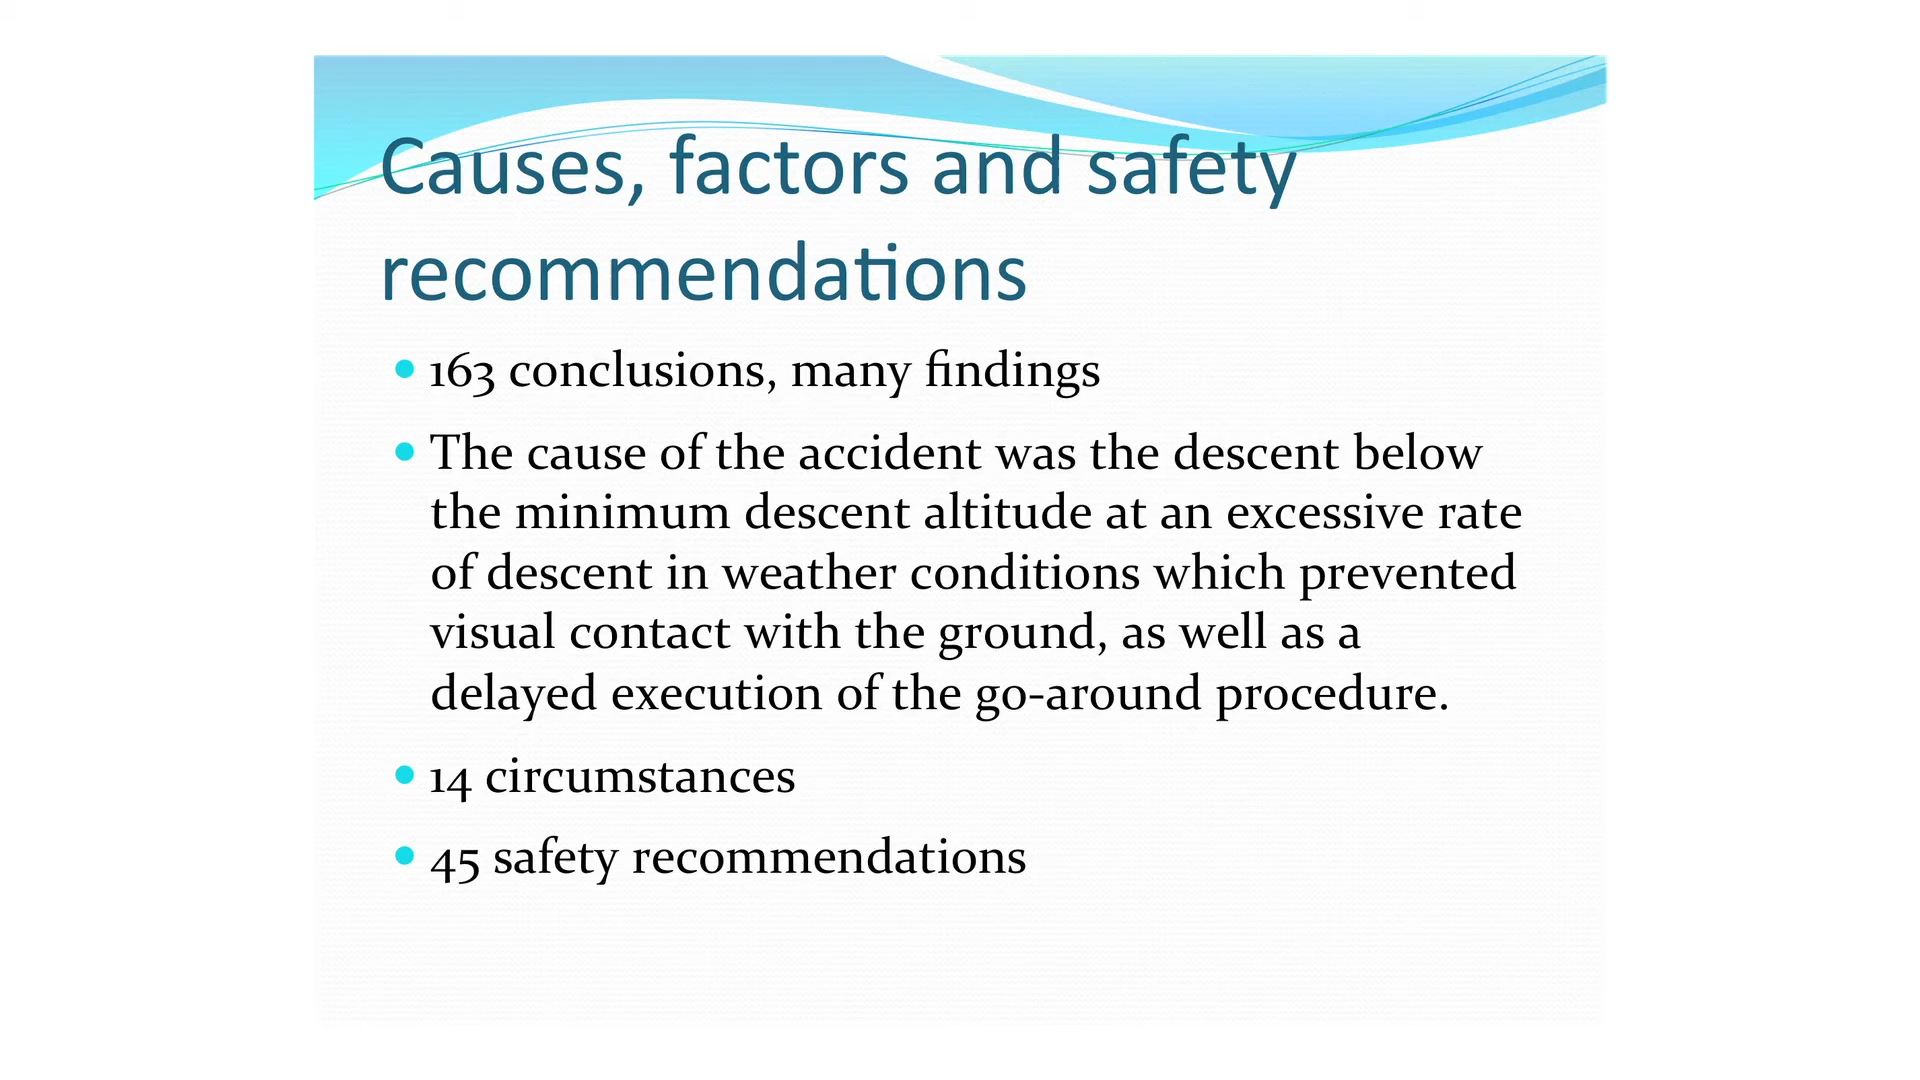 Causes, factors and safety
recommendations
• 163 conclusions, many findings
• The cause of the accident was the descent below
the minimum descent altitude at an excessive rate
of descent in weather conditions which prevented
visual contact with the ground, as well as a
delayed execution of the go-around procedure.
• 14 circumstances
• 45 safety recommendations